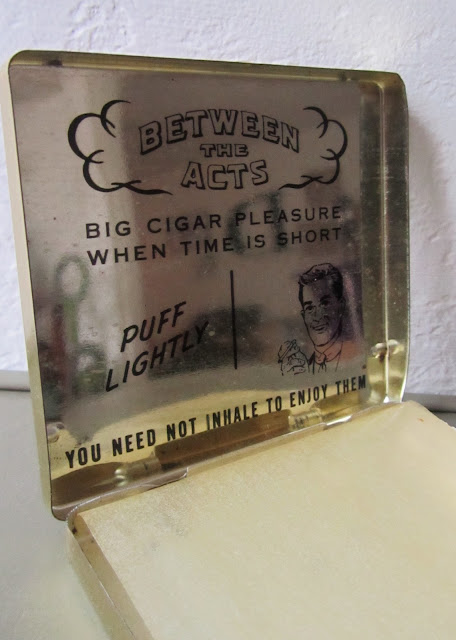 BETWEEN
THE
ACTS
BIG CIGAR PLEASURE
WHEN TIME IS SHORT
PUFF
LIGHTLY
YOU NEED NOT INHALE TO ENJOY THEM